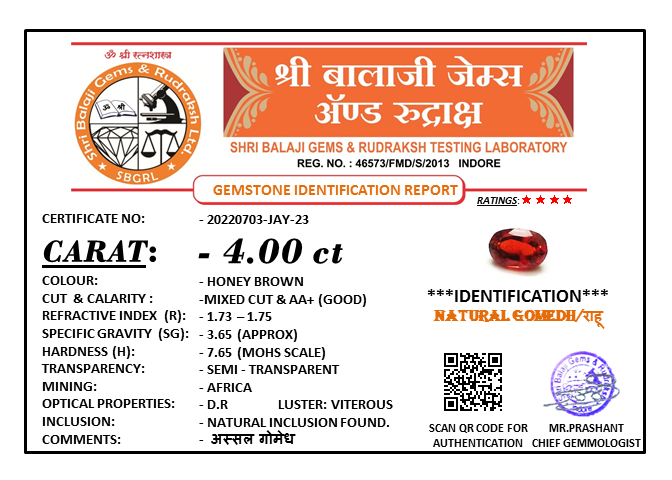 ॐ श्री रत्नशास्त्र
Shri Balaji Gems & Rudraksh Ltd.
SBGRL
श्री बालाजी जेम्स
ॲण्ड रुद्राक्ष
SHRI BALAJI GEMS & RUDRAKSH TESTING LABORATORY
REG. NO. : 46573/FMD/S/2013 INDORE
GEMSTONE IDENTIFICATION REPORT
RATINGS: ★ ★ ★ ★
CERTIFICATE NO: - 20220703-JAY-23
CARAT: - 4.00 ct
COLOUR: - HONEY BROWN
CUT & CALARITY : -MIXED CUT & AA+ (GOOD)
REFRACTIVE INDEX (R): - 1.73 – 1.75
SPECIFIC GRAVITY (SG): - 3.65 (APPROX)
HARDNESS (H): - 7.65 (MOHS SCALE)
TRANSPARENCY: - SEMI - TRANSPARENT
MINING: - AFRICA
OPTICAL PROPERTIES: - D.R LUSTER: VITEROUS
INCLUSION: - NATURAL INCLUSION FOUND.
COMMENTS: - अस्सल गोमेध
***IDENTIFICATION***
NATURAL GOMEDH/राहू
SCAN QR CODE FOR
AUTHENTICATION
Shri Balaji Gems & Rudraksh
MR.PRASHANT
CHIEF GEMMOLOGIST